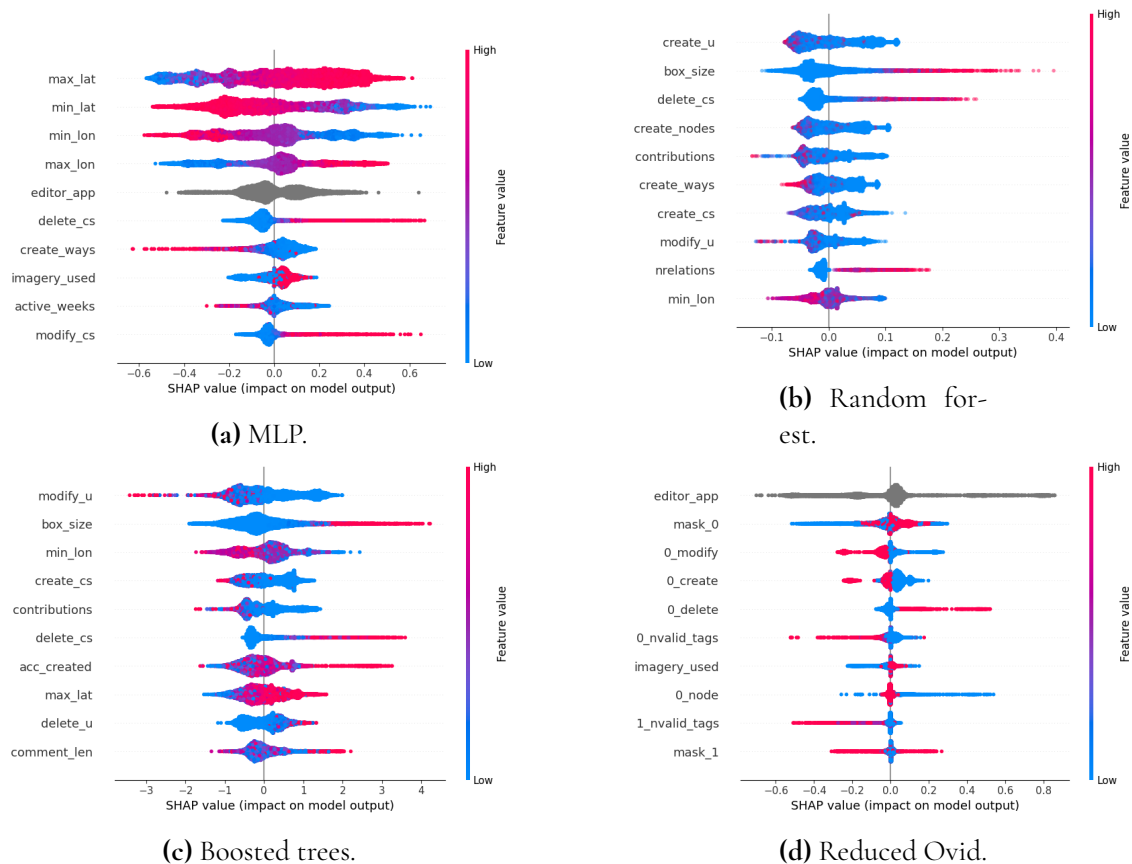 High
max_lat
min_lat
min_lon
max_lon
editor_app
delete_cs
create_ways
imagery_used
active_weeks
modify_cs
Feature value
Low
−0.6 −0.4 −0.2 0.0 0.2 0.4 0.6
SHAP value (impact on model output)
(a) MLP.
High
create_u
box_size
delete_cs
create_nodes
contributions
create_ways
create_cs
modify_u
nrelations
min_lon
Feature value
Low
−0.1 0.0 0.1 0.2 0.3 0.4
SHAP value (impact on model output)
(b) Random for-
est.
High
modify_u
box_size
min_lon
create_cs
contributions
delete_cs
acc_created
max_lat
delete_u
comment_len
Feature value
Low
−3 −2 −1 0 1 2 3 4
SHAP value (impact on model output)
(c) Boosted trees.
High
editor_app
mask_0
0_modify
0_create
0_delete
0_nvalid_tags
imagery_used
0_node
1_nvalid_tags
mask_1
Feature value
Low
−0.6 −0.4 −0.2 0.0 0.2 0.4 0.6 0.8
SHAP value (impact on model output)
(d) Reduced Ovid.